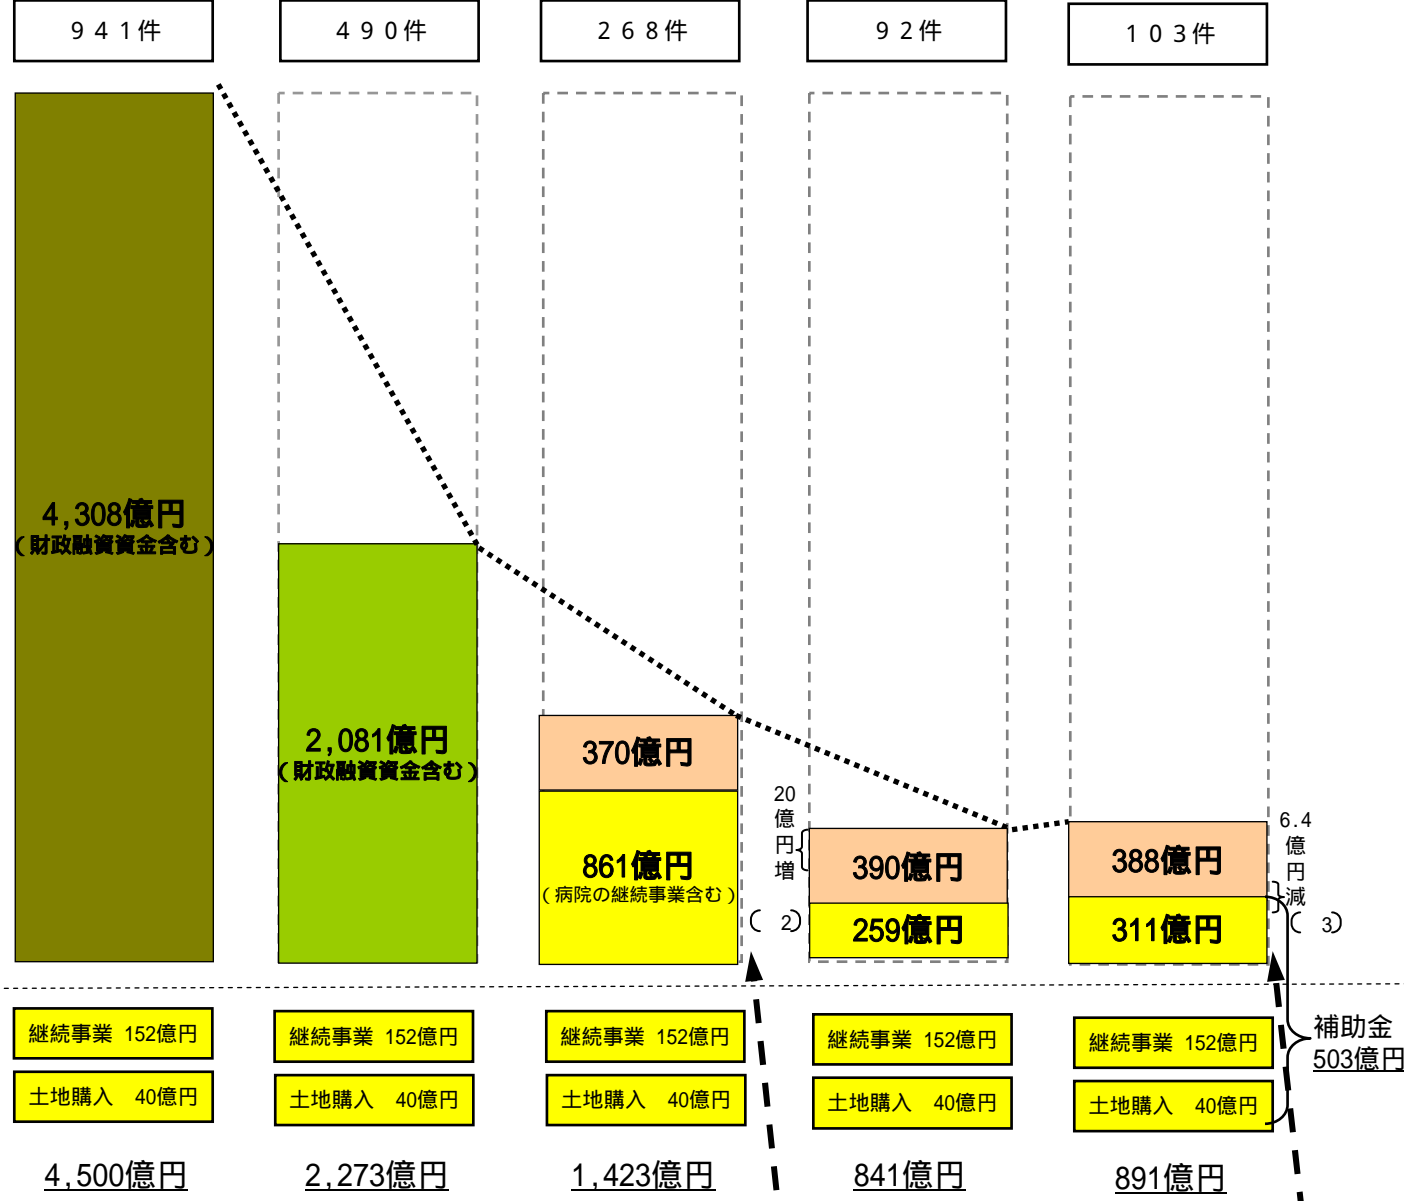 ９４１件
４９０件
２６８件
９２件
１０３件
4,308億円
（財政融資資金含む）
2,081億円
（財政融資資金含む）
370億円
861億円
（病院の継続事業含む）
20億円増
（　2）
390億円
259億円
388億円
311億円
6.4億円減
（　3）
継続事業 152億円
継続事業 152億円
継続事業 152億円
継続事業 152億円
継続事業 152億円
土地購入　40億円
土地購入　40億円
土地購入　40億円
土地購入　40億円
土地購入　40億円
補助金
503億円
4,500億円
2,273億円
1,423億円
841億円
891億円